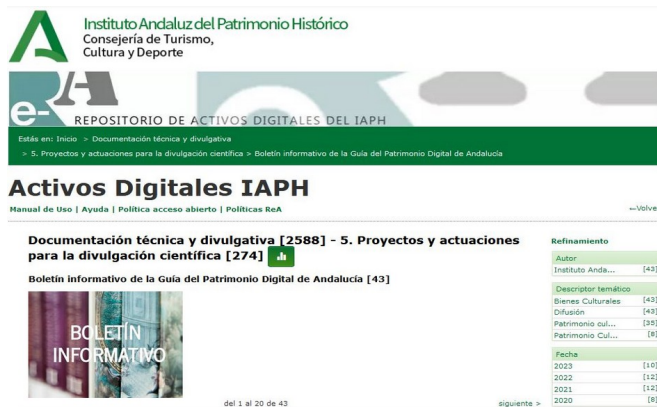 Instituto Andaluz del Patrimonio Histórico
Consejería de Turismo,
Cultura y Deporte
e-
REPOSITORIO DE ACTIVOS DIGITALES DEL IAPH
Estás en: Inicio > Documentación técnica y divulgativa
> 5. Proyectos y actuaciones para la divulgación científica > Boletín informativo de la Guía del Patrimonio Digital de Andalucía
Activos Digitales IAPH
Manual de Uso | Ayuda | Política acceso abierto | Políticas ReA
←Volve
Documentación técnica y divulgativa [2588] - 5. Proyectos y actuaciones
para la divulgación científica [274]
Boletín informativo de la Guía del Patrimonio Digital de Andalucía [43]
BOLETÍN
INFORMATIVO
del 1 al 20 de 43
siguiente >
Refinamiento
Autor
Instituto Anda... [43]
Descriptor temático
Bienes Culturales [43]
Difusión [43]
Patrimonio cul... [35]
Patrimonio Cul... [8]
Fecha
2023 [10]
2022 [12]
2021 [12]
2020 [8]